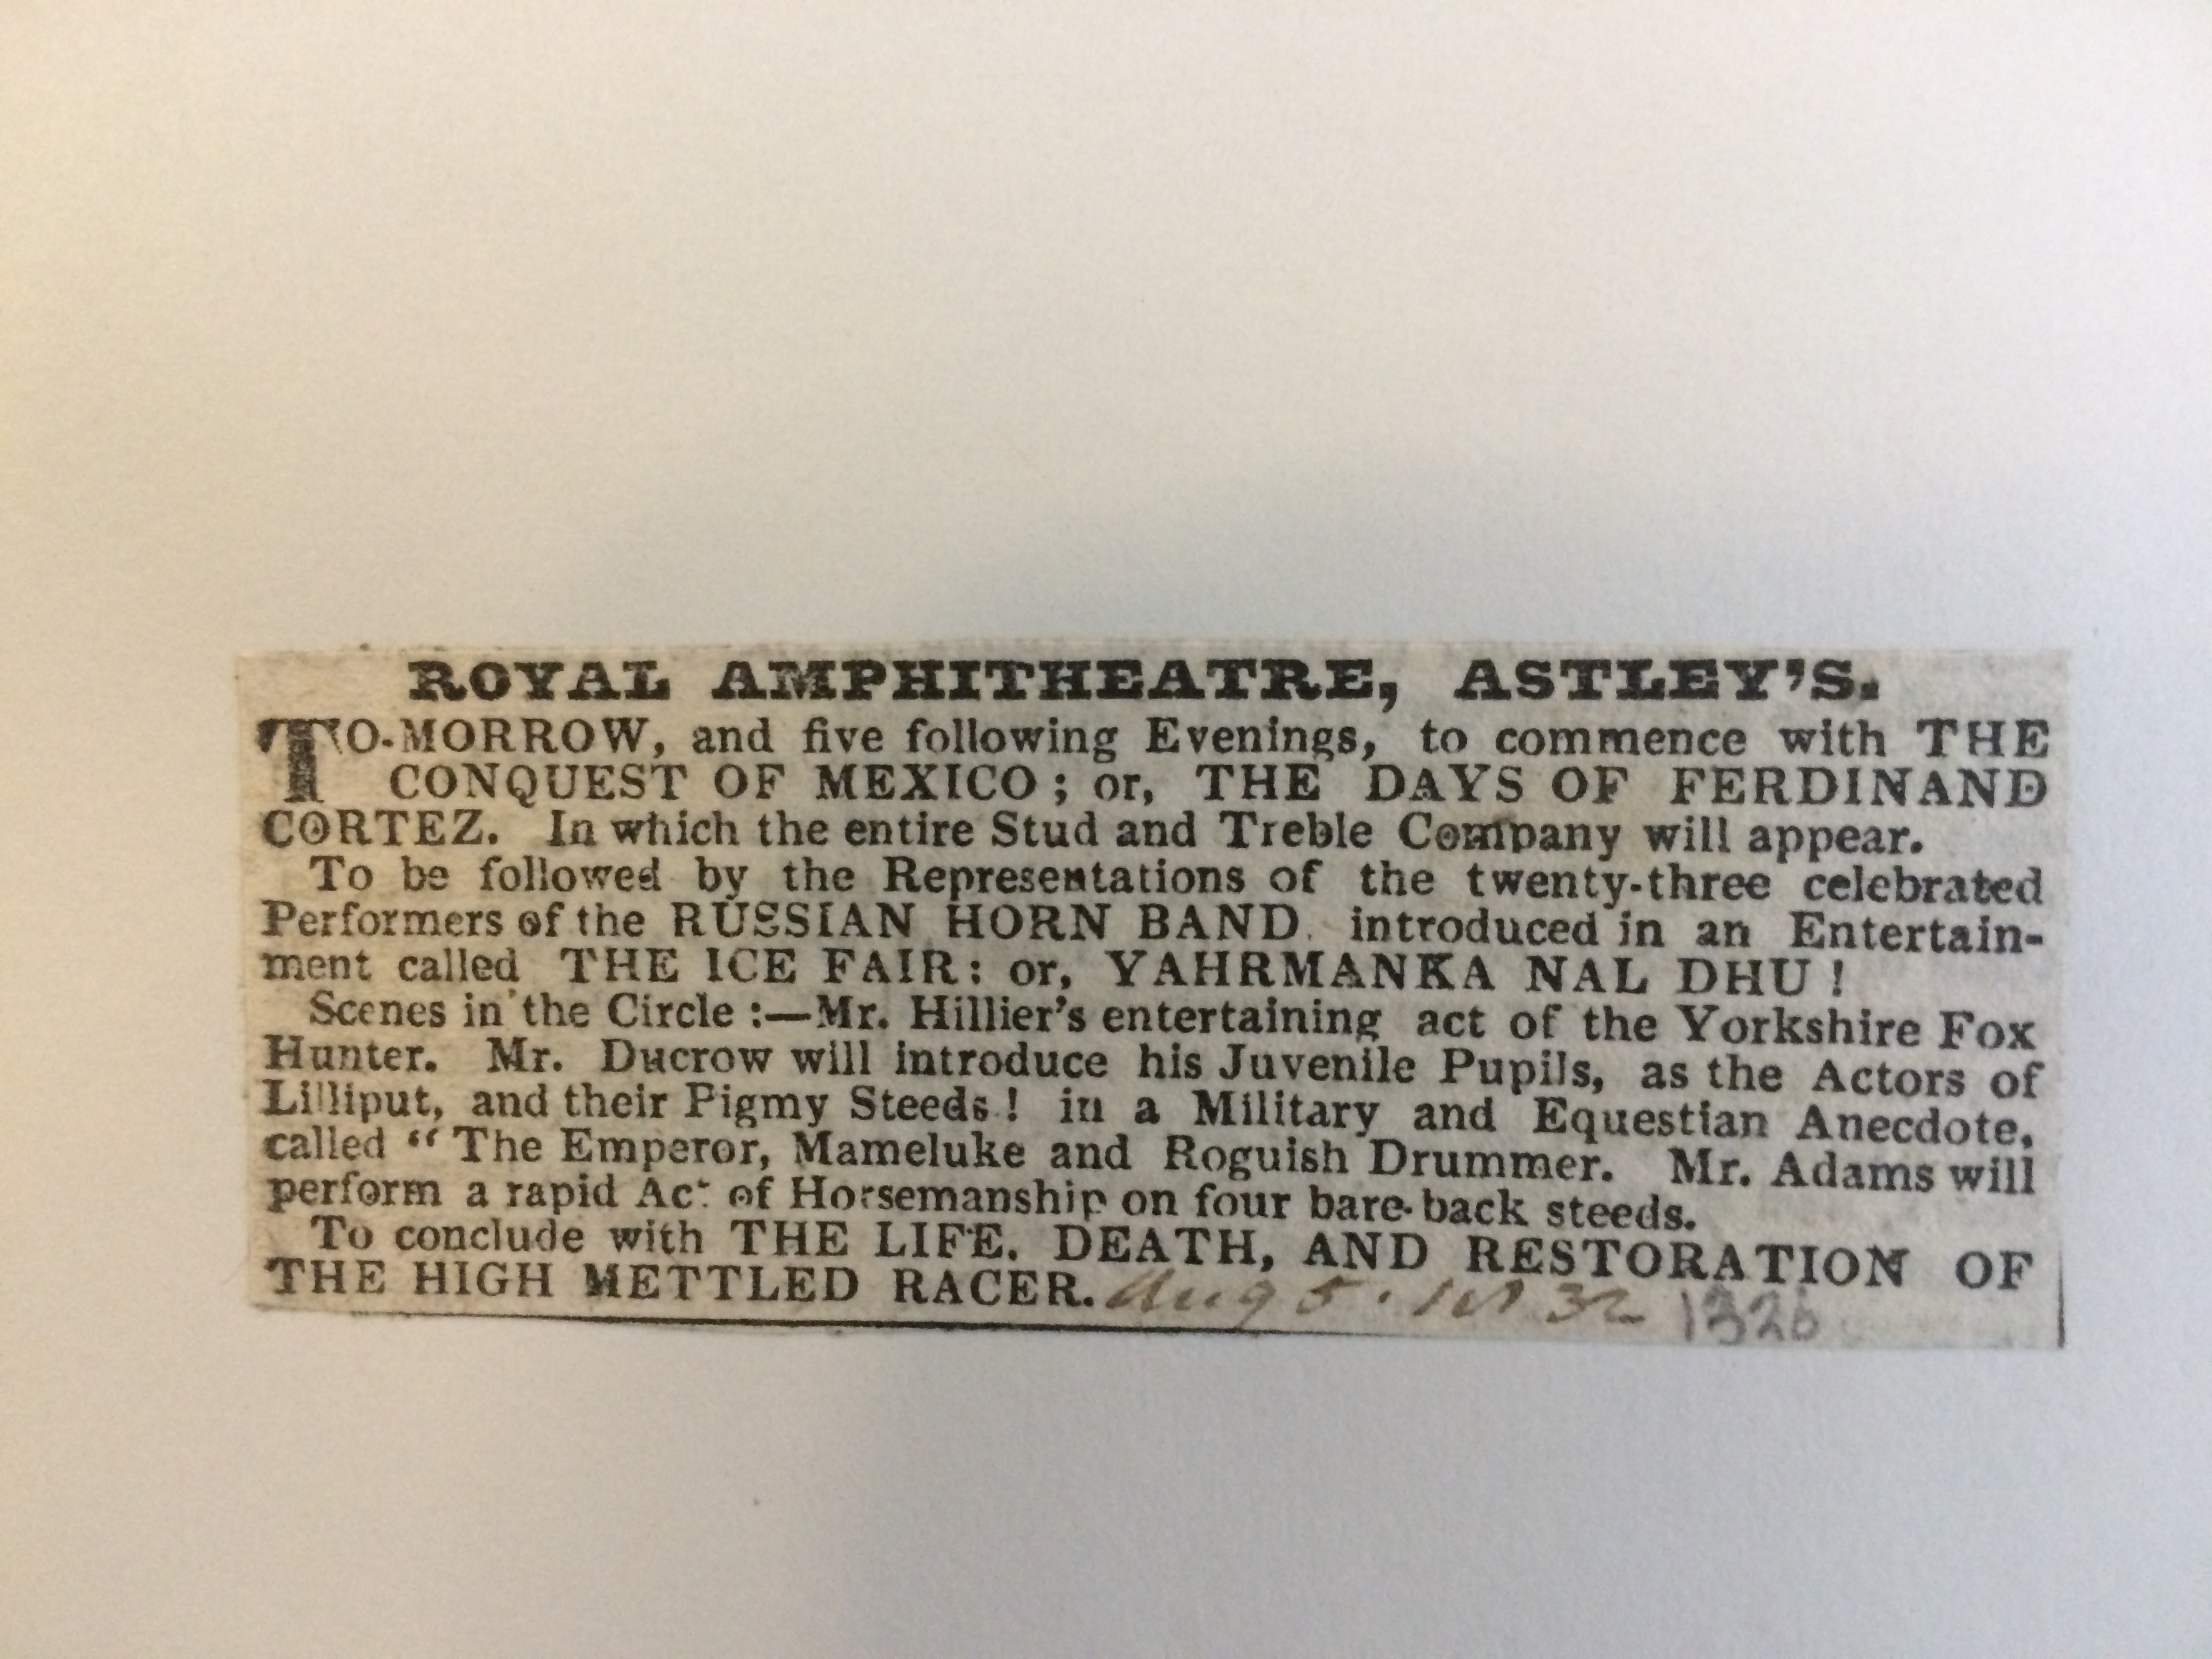 ROYAL AMPHITHEATRE, ASTLEY'S.
TO-MORROW, and five following Evenings, to commence with THE
CONQUEST OF MEXICO; or, THE DAYS OF FERDINAND
CORTEZ. In which the entire Stud and Treble Company will appear.
To be followed by the Representations of the twenty-three celebrated
Performers of the RUSSIAN HORN BAND. introduced in an Entertain-
ment called THE ICE FAIR: or, YAHRMANKA NAL DHU!
Scenes in the Circle:—Mr. Hillier's entertaining act of the Yorkshire Fox
Hunter. Mr. Ducrow will introduce his Juvenile Pupils, as the Actors of
Lilliput, and their Pigmy Steeds! in a Military and Equestian Anecdote,
called "The Emperor, Mameluke and Roguish Drummer. Mr. Adams will
perform a rapid Act of Horsemanship on four bare-back steeds.
To conclude with THE LIFE, DEATH, AND RESTORATION OF
THE HIGH METTLED RACER. Aug 5. 1832